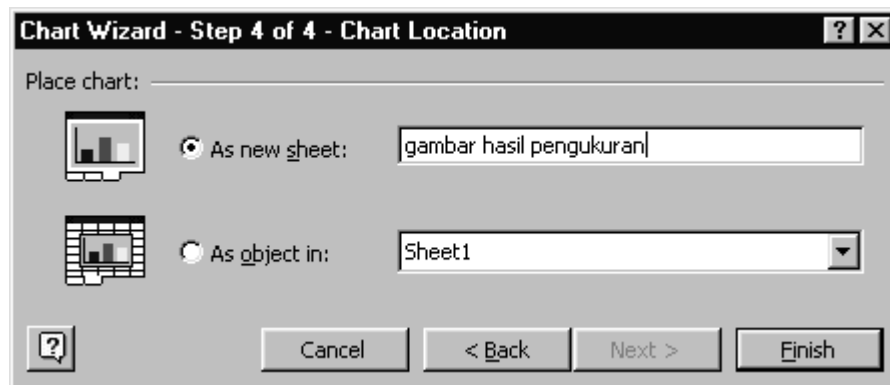 Chart Wizard - Step 4 of 4 - Chart Location
Place chart:
As new sheet: gambar hasil pengukuran
As object in: Sheet1
Cancel < Back Next > Finish